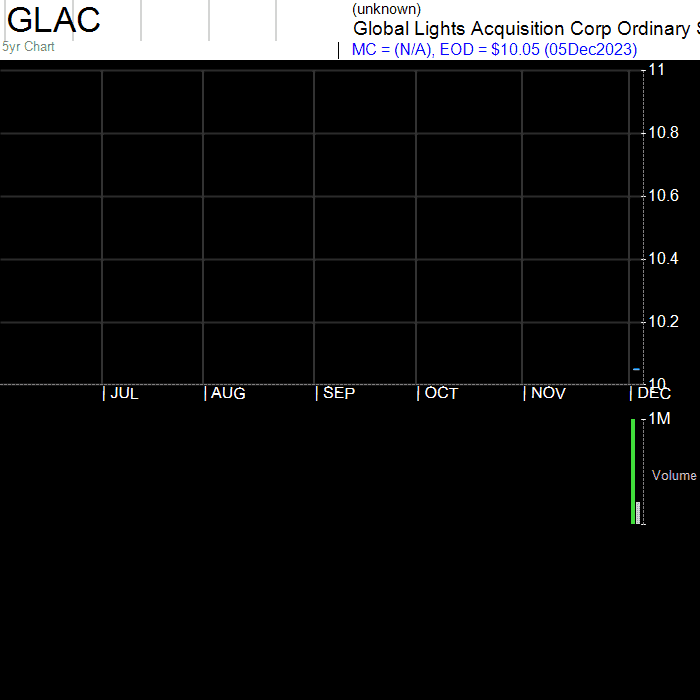 GLAC
(unknown)
Global Lights Acquisition Corp Ordinary
5yr Chart
MC = (N/A), EOD = $10.05 (05Dec2023)
11
10.8
10.6
10.4
10.2
10
JUL AUG SEP OCT NOV DEC
1M
Volume